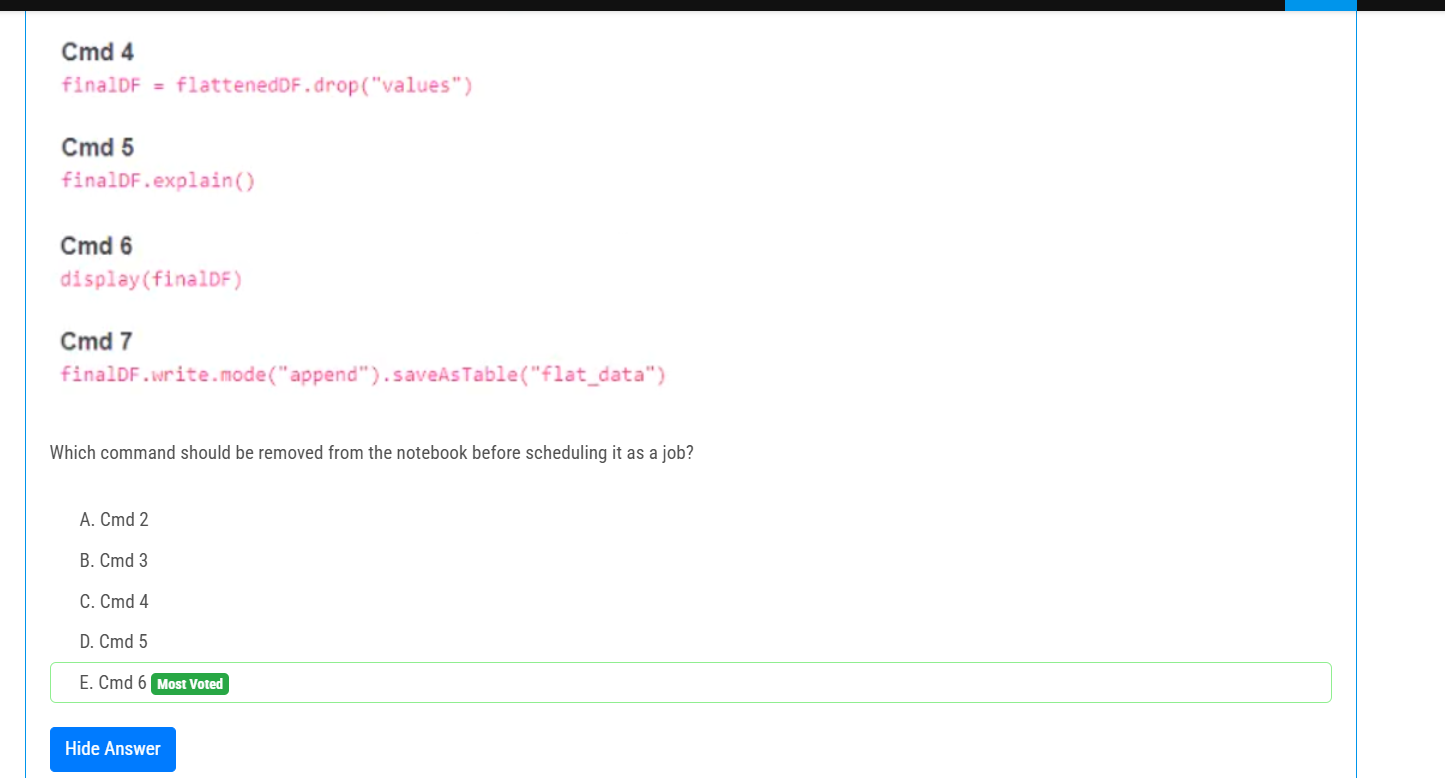 Cmd 4
finalDF = flattenedDF.drop("values")
Cmd 5
finalDF.explain()
Cmd 6
display(finalDF)
Cmd 7
finalDF.write.mode("append").saveAsTable("flat_data")
Which command should be removed from the notebook before scheduling it as a job?
A. Cmd 2
B. Cmd 3
C. Cmd 4
D. Cmd 5
E. Cmd 6 Most Voted
Hide Answer